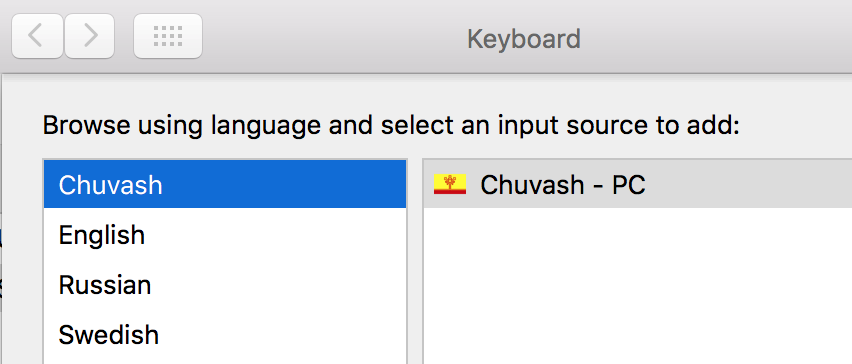 Keyboard
Browse using language and select an input source to add:
Chuvash
Chuvash - PC
English
Russian
Swedish